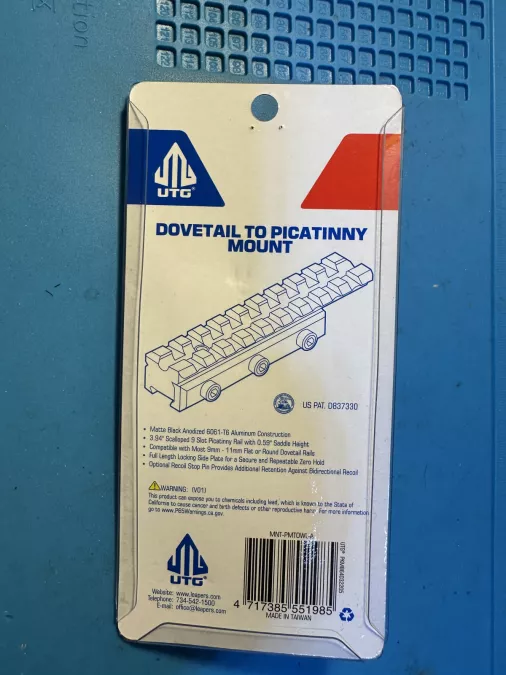 UTG®
DOVETAIL TO PICATINNY
MOUNT
US PAT. D837330
• Matte Black Anodized 6061-T6 Aluminum Construction
• 3.94" Scalloped 9 Slot Picatinny Rail with 0.59" Saddle Height
• Compatible with Most 9mm - 11mm Flat or Round Dovetail Rails
• Full Length Locking Side Plate for a Secure and Repeatable Zero Hold
• Optional Recoil Stop Pin Provides Additional Retention Against Bidirectional Recoil
WARNING: (V01)
This product can expose you to chemicals including lead, which is known to the State of
California to cause cancer and birth defects or other reproductive harm. For more information
go to www.P65Warnings.ca.gov.
UTG®
Website: www.leapers.com
Telephone: 734-542-1500
E-mail: office@leapers.com
4 717385 551985
MADE IN TAIWAN